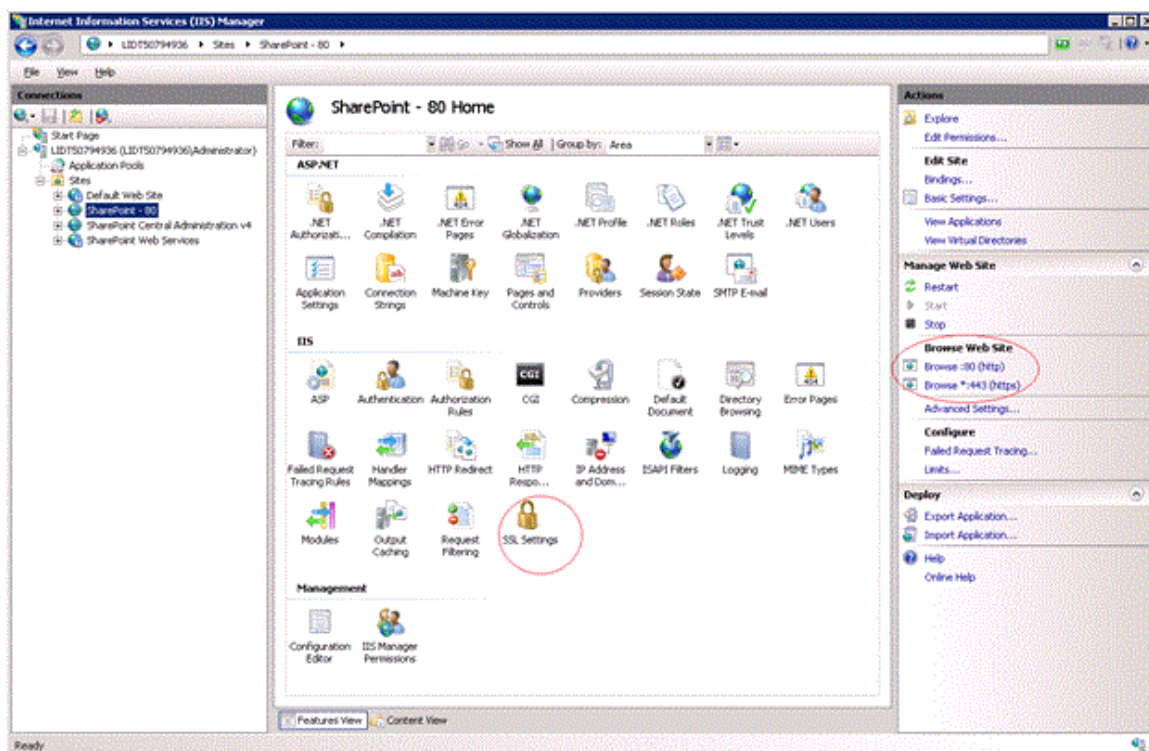 Internet Information Services (IIS) Manager
LIDT50794936 Sites SharePoint - 80
File View Help
Connections
Start Page
LIDT50794936 (LIDT50794936\Administrator)
Application Pools
Sites
Default Web Site
SharePoint - 80
SharePoint Central Administration v4
SharePoint Web Services
SharePoint - 80 Home
Filter: Go Show All Group by: Area
ASP.NET
.NET Authorizati...
.NET Compilation
.NET Error Pages
.NET Globalization
.NET Profile
.NET Roles
.NET Trust Levels
.NET Users
Application Settings
Connection Strings
Machine Key
Pages and Controls
Providers
Session State
SMTP E-mail
IIS
ASP
Authentication
Authorization Rules
CGI
CGI
Compression
Default Document
Directory Browsing
Error Pages
Failed Request Tracing Rules
Handler Mappings
HTTP Redirect
HTTP Respo...
IP Address and Dom...
ISAPI Filters
Logging
MIME Types
Modules
Output Caching
Request Filtering
SSL Settings
Management
Configuration Editor
IIS Manager Permissions
Features View Content View
Actions
Explore
Edit Permissions...
Edit Site
Bindings...
Basic Settings...
View Applications
View Virtual Directories
Manage Web Site
Restart
Start
Stop
Browse Web Site
Browse :80 (http)
Browse *:443 (https)
Advanced Settings...
Configure
Failed Request Tracing...
Limits...
Deploy
Export Application...
Import Application...
Help
Online Help
Ready